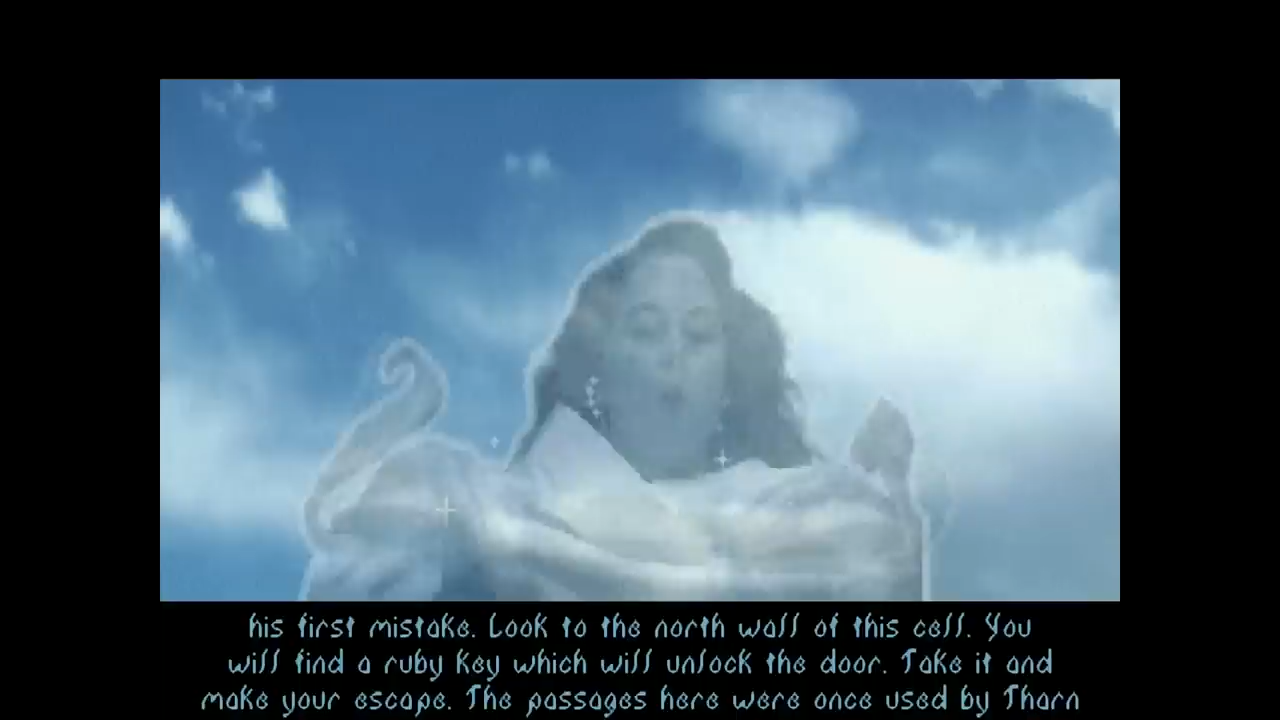 his first mistake. Look to the north wall of this cell. You
will find a ruby key which will unlock the door. Take it and
make your escape. The passages here were once used by Tharn